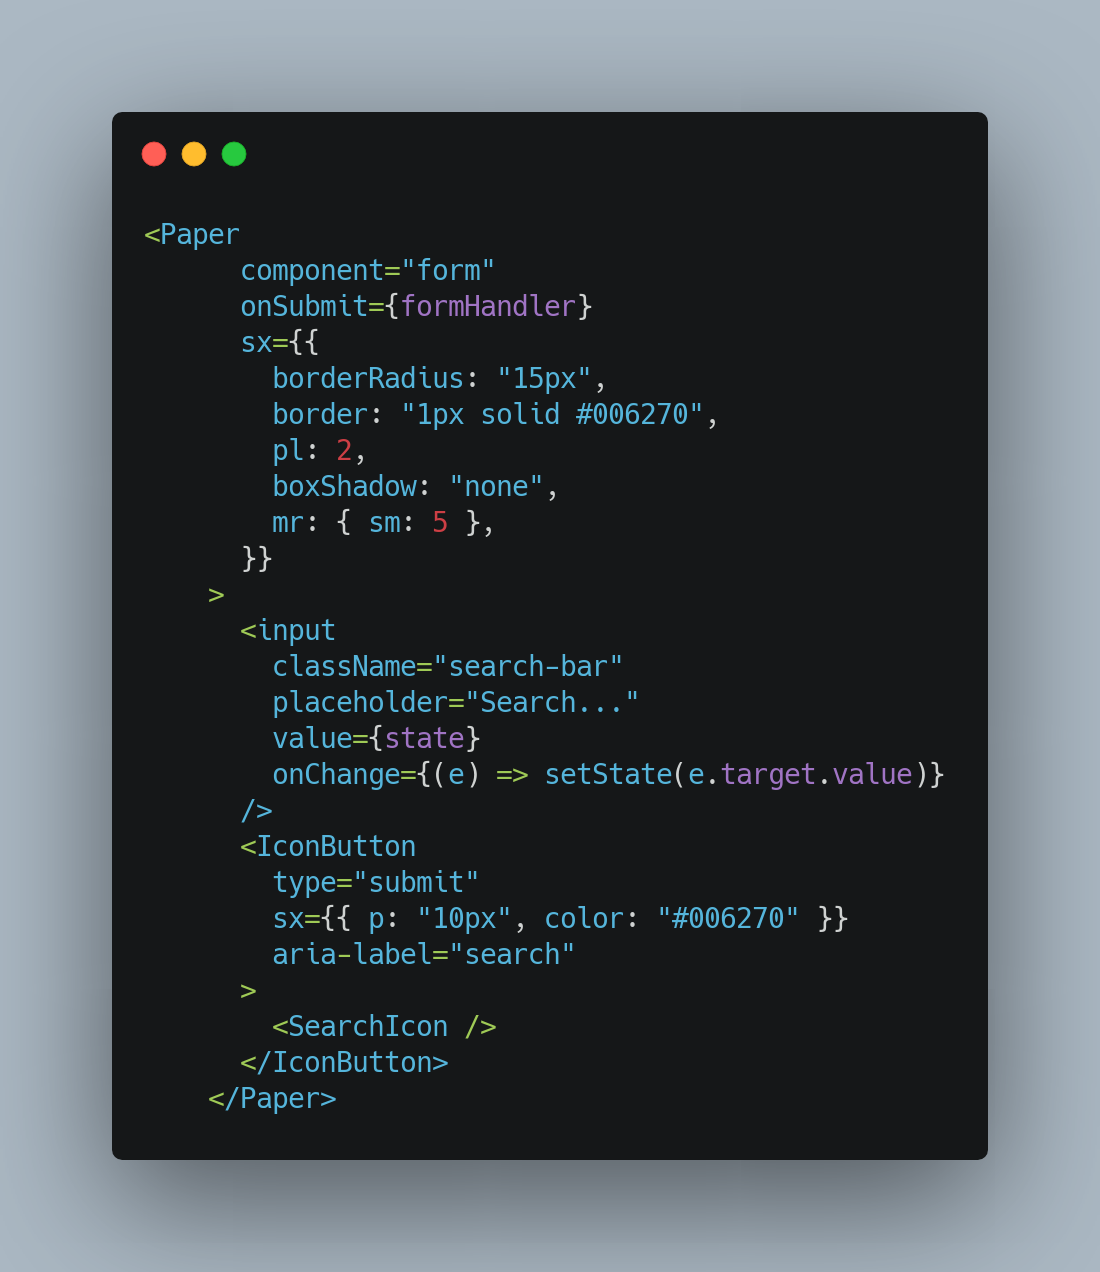 <Paper
      component="form"
      onSubmit={formHandler}
      sx={{
        borderRadius: "15px",
        border: "1px solid #006270",
        pl: 2,
        boxShadow: "none",
        mr: { sm: 5 },
      }}
    >
      <input
        className="search-bar"
        placeholder="Search..."
        value={state}
        onChange={(e) => setState(e.target.value)}
      />
      <IconButton
        type="submit"
        sx={{ p: "10px", color: "#006270" }}
        aria-label="search"
      >
        <SearchIcon />
      </IconButton>
    </Paper>